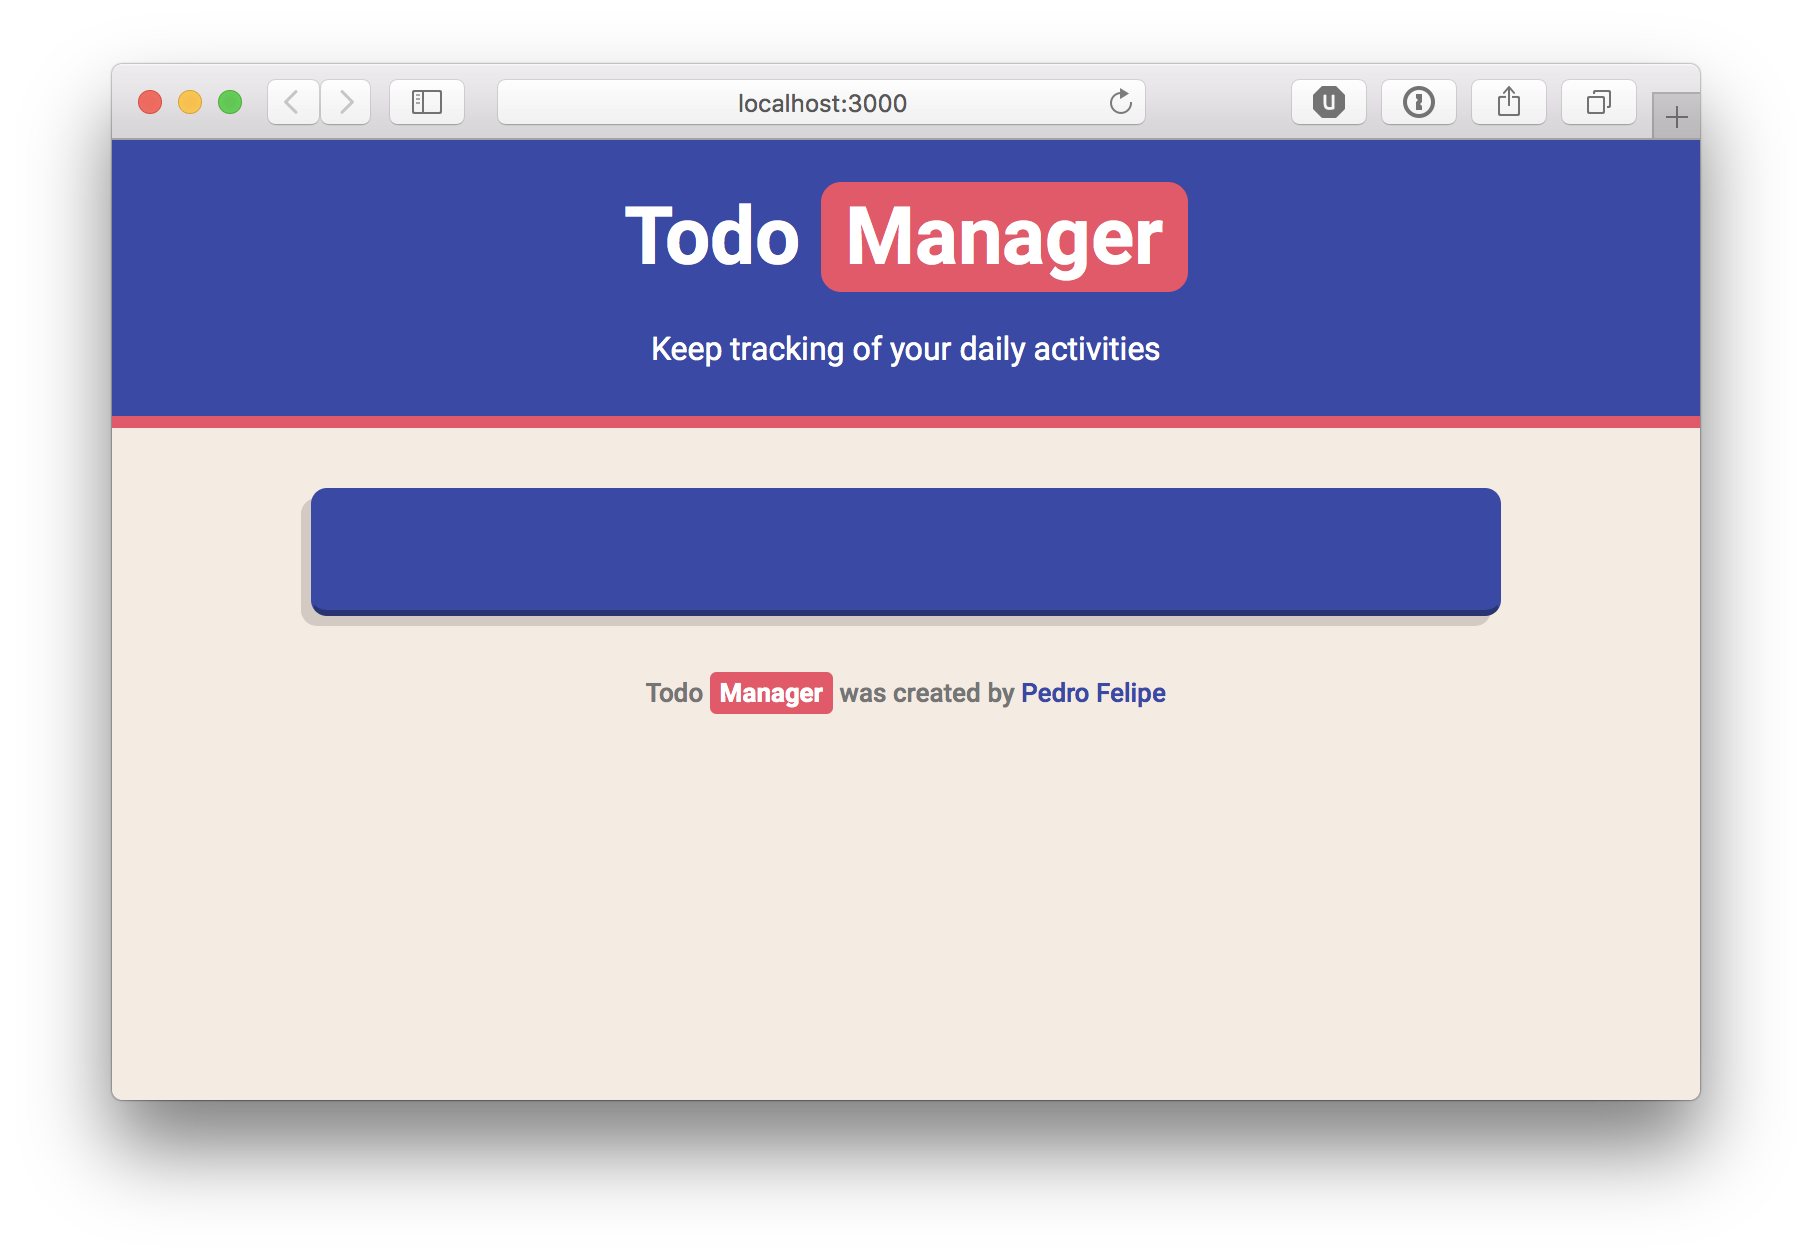 localhost:3000
Todo Manager
Keep tracking of your daily activities
Todo Manager was created by Pedro Felipe